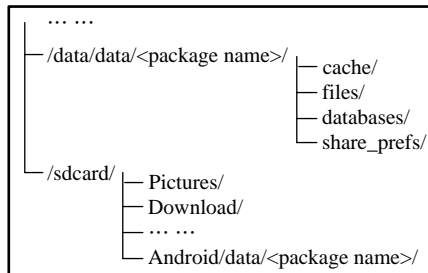 … …
/data/data/<package name>/
cache/
files/
databases/
share_prefs/
/sdcard/
Pictures/
Download/
… …
Android/data/<package name>/